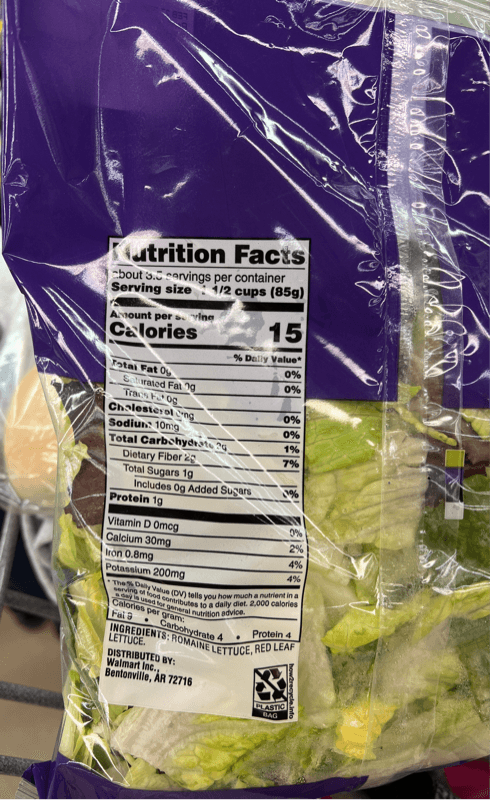 Nutrition Facts
about 3.5 servings per container
Serving size 1 1/2 cups (85g)
Amount per serving
Calories 15
% Daily Value*
Total Fat 0g 0%
Saturated Fat 0g 0%
Trans Fat 0g
Cholesterol 0mg 0%
Sodium 10mg 0%
Total Carbohydrate 2g 1%
Dietary Fiber 2g 7%
Total Sugars 1g
Includes 0g Added Sugars 0%
Protein 1g
Vitamin D 0mcg 0%
Calcium 30mg 2%
Iron 0.8mg 4%
Potassium 200mg 4%
* The % Daily Value (DV) tells you how much a nutrient in a
serving of food contributes to a daily diet. 2,000 calories
a day is used for general nutrition advice.
Calories per gram:
Fat 9 • Carbohydrate 4 • Protein 4
INGREDIENTS: ROMAINE LETTUCE, RED LEAF
LETTUCE.
DISTRIBUTED BY:
Walmart Inc.,
Bentonville, AR 72716
PLASTIC
BAG
how2recycle.info